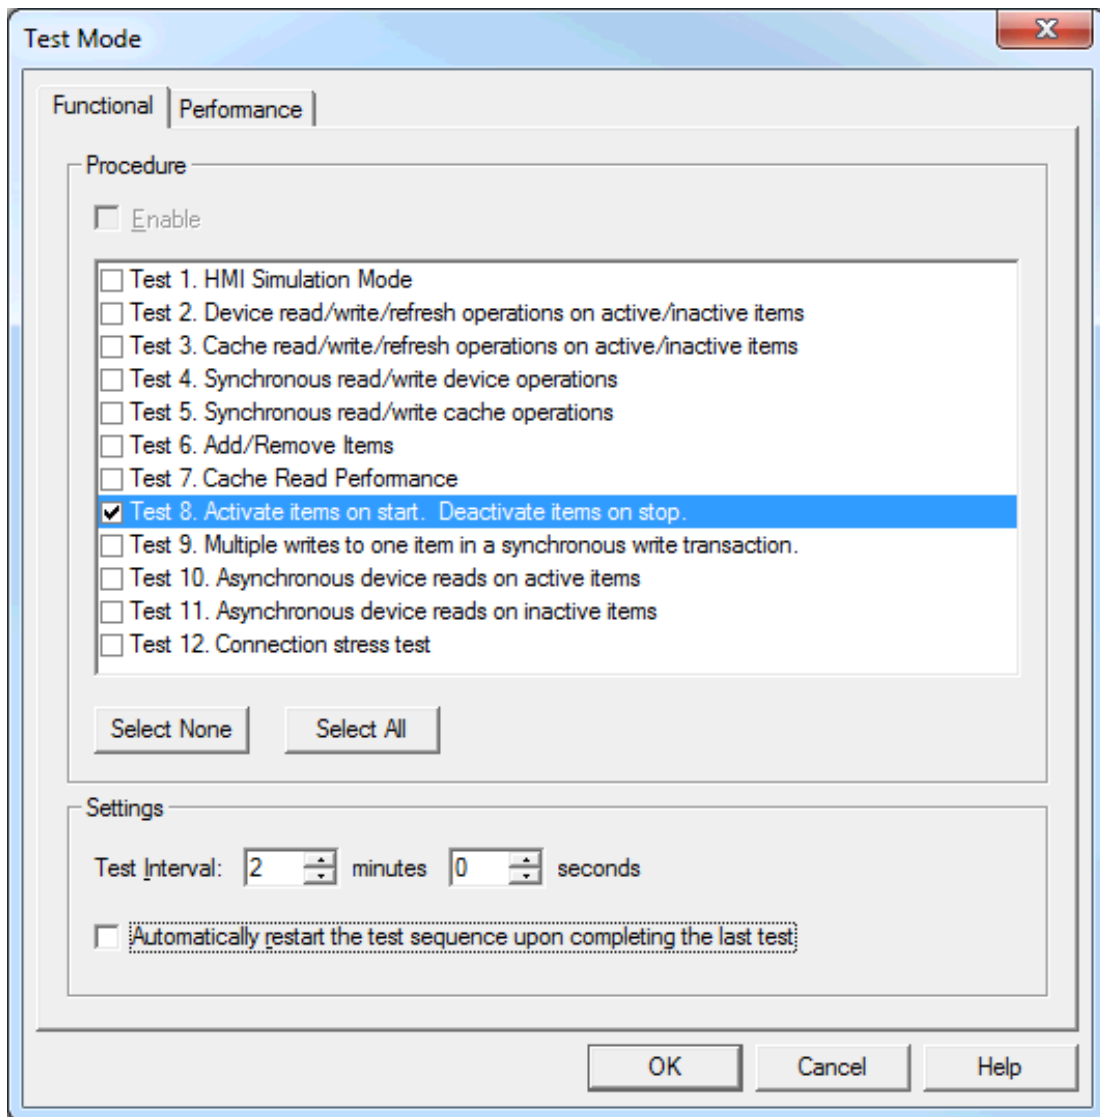 Test Mode
Functional
Performance
Procedure
Enable
Test 1. HMI Simulation Mode
Test 2. Device read/write/refresh operations on active/inactive items
Test 3. Cache read/write/refresh operations on active/inactive items
Test 4. Synchronous read/write device operations
Test 5. Synchronous read/write cache operations
Test 6. Add/Remove Items
Test 7. Cache Read Performance
Test 8. Activate items on start.  Deactivate items on stop.
Test 9. Multiple writes to one item in a synchronous write transaction.
Test 10. Asynchronous device reads on active items
Test 11. Asynchronous device reads on inactive items
Test 12. Connection stress test
Select None
Select All
Settings
Test Interval: 2 minutes 0 seconds
Automatically restart the test sequence upon completing the last test
OK
Cancel
Help